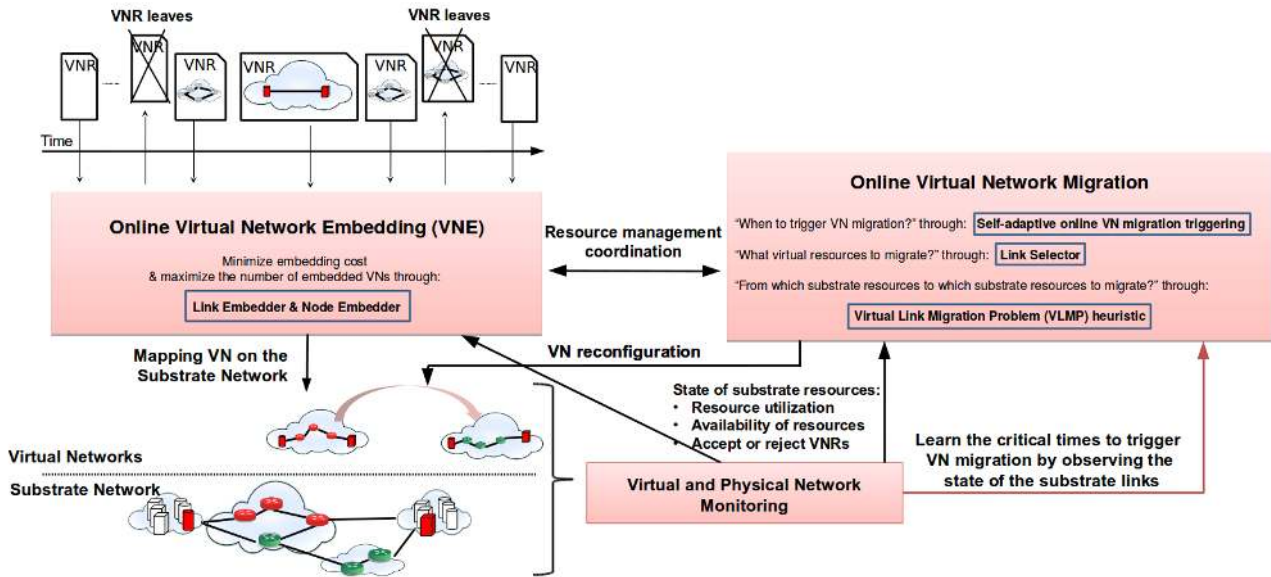 VNR leaves
VNR leaves
VNR
VNR
VNR
VNR
VNR
VNR
VNR
Time
Online Virtual Network Embedding (VNE)
Minimize embedding cost
& maximize the number of embedded VNs through:
Link Embedder & Node Embedder
Resource management
coordination
Online Virtual Network Migration
“When to trigger VN migration?” through: Self-adaptive online VN migration triggering
“What virtual resources to migrate?” through: Link Selector
“From which substrate resources to which substrate resources to migrate?” through:
Virtual Link Migration Problem (VLMP) heuristic
Mapping VN on the
Substrate Network
VN reconfiguration
State of substrate resources:
• Resource utilization
• Availability of resources
• Accept or reject VNRs
Learn the critical times to trigger
VN migration by observing the
state of the substrate links
Virtual Networks
Substrate Network
Virtual and Physical Network
Monitoring